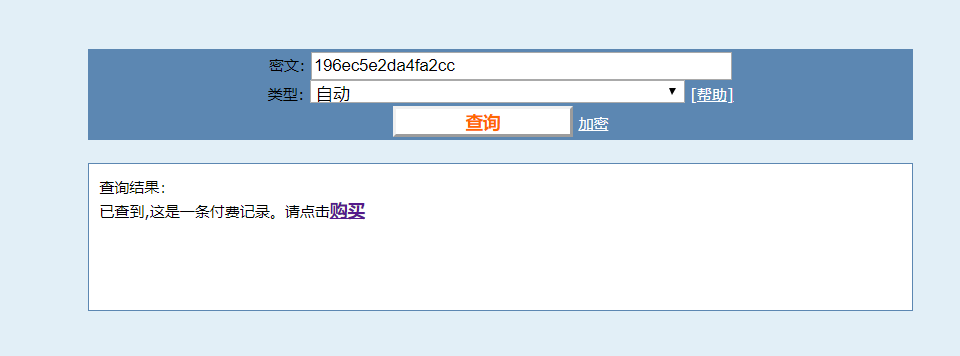 密文： 196ec5e2da4fa2cc
类型： 自动 [帮助]
查询 加密
查询结果：
已查到,这是一条付费记录。请点击购买